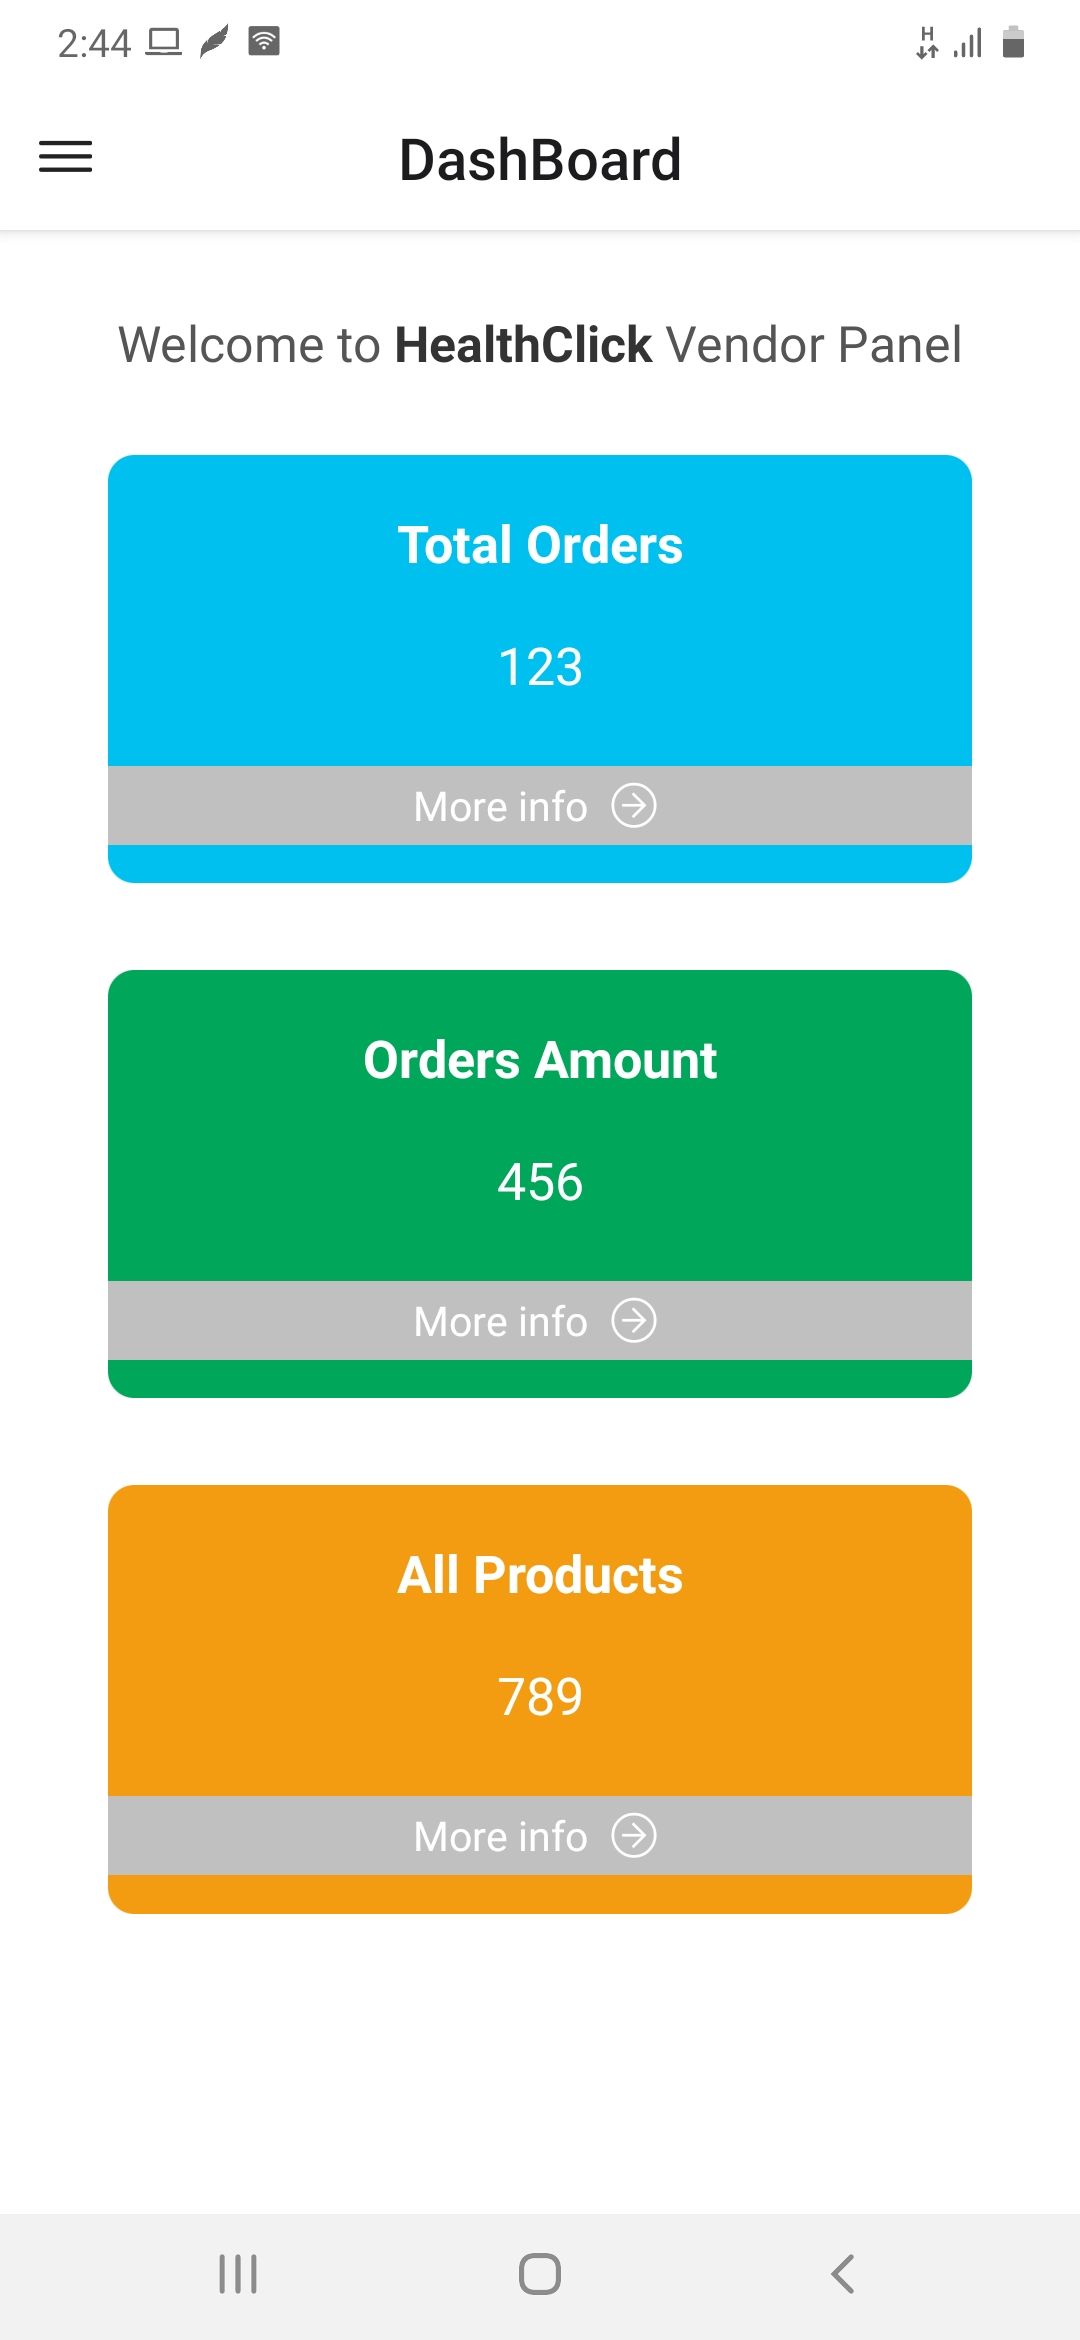 2:44
H
DashBoard
Welcome to HealthClick Vendor Panel
Total Orders
123
More info
Orders Amount
456
More info
All Products
789
More info